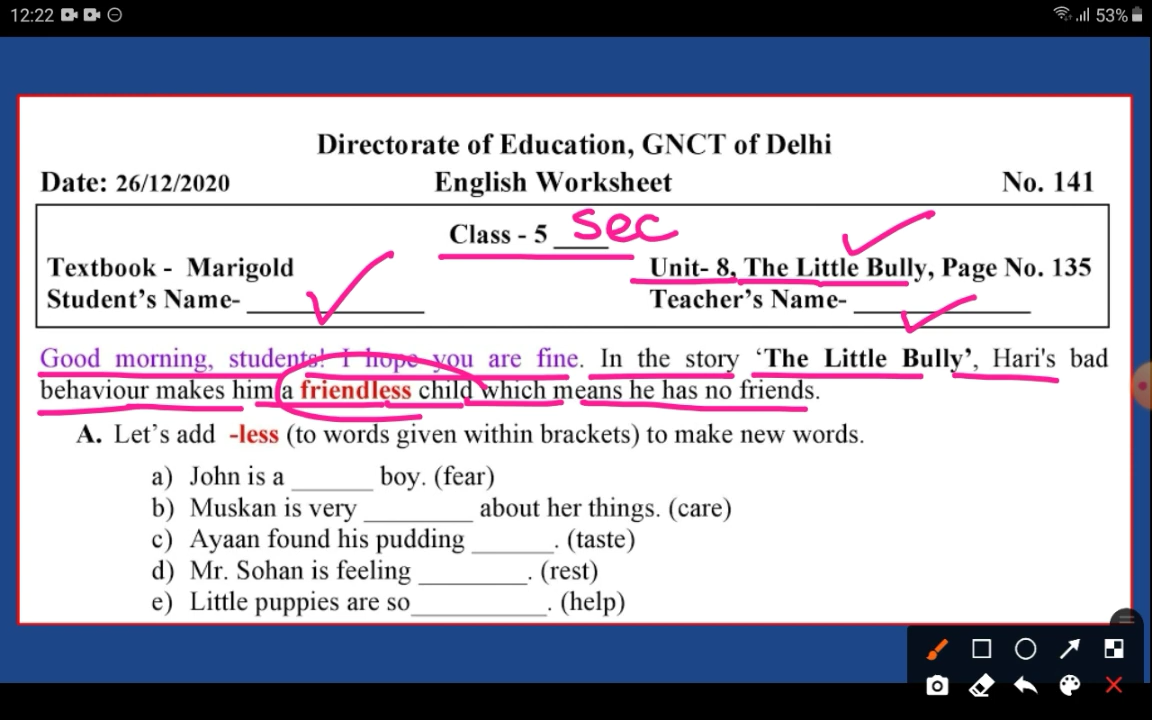 12:22 53%
Directorate of Education, GNCT of Delhi
Date: 26/12/2020 English Worksheet No. 141
Class - 5 ____ sec
Textbook - Marigold Unit- 8, The Little Bully, Page No. 135
Student's Name-____________ Teacher's Name- ____________
Good morning, students! I hope you are fine. In the story ‘The Little Bully’, Hari's bad
behaviour makes him a friendless child which means he has no friends.
A. Let's add -less (to words given within brackets) to make new words.
a) John is a ______ boy. (fear)
b) Muskan is very ________ about her things. (care)
c) Ayaan found his pudding ______. (taste)
d) Mr. Sohan is feeling ________. (rest)
e) Little puppies are so__________. (help)